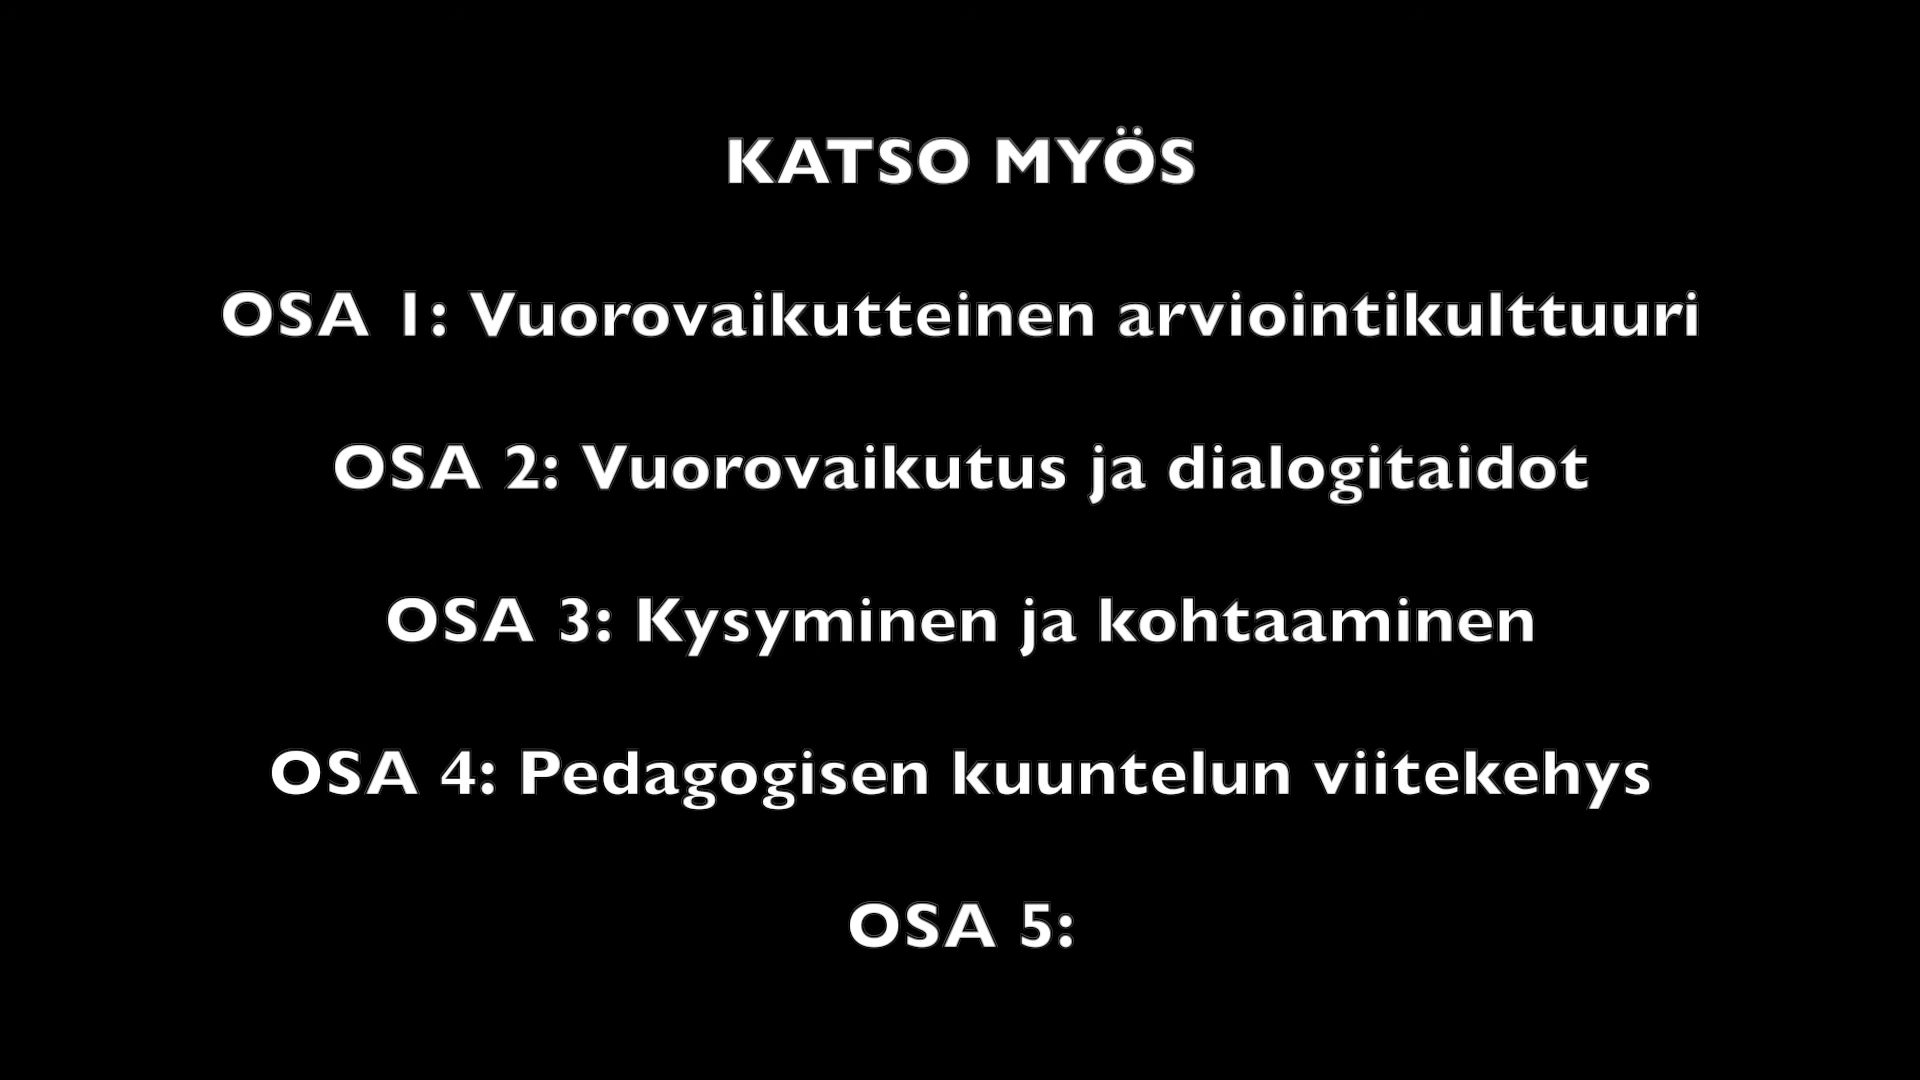 KATSO MYÖS
OSA 1: Vuorovaikutteinen arviointikulttuuri
OSA 2: Vuorovaikutus ja dialogitaidot
OSA 3: Kysyminen ja kohtaaminen
OSA 4: Pedagogisen kuuntelun viitekehys
OSA 5: